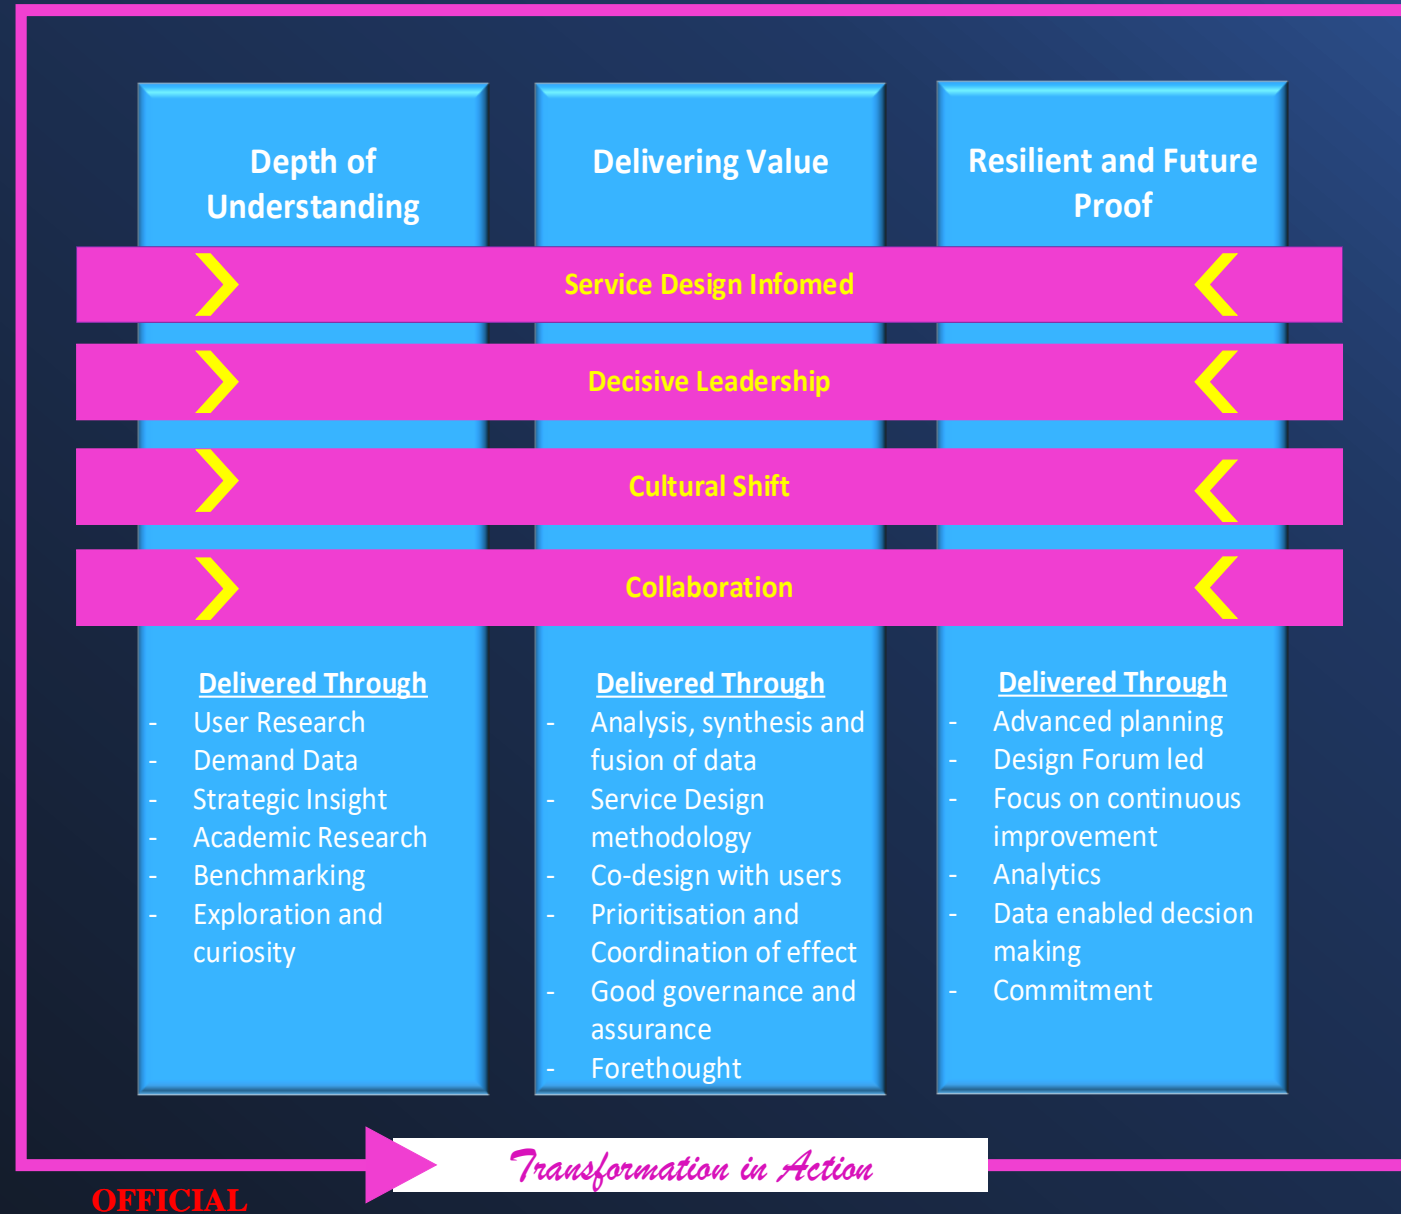 Depth of
Understanding
Delivering Value
Resilient and Future
Proof
Service Design Infomed
Decisive Leadership
Cultural Shift
Collaboration
Delivered Through
- User Research
- Demand Data
- Strategic Insight
- Academic Research
- Benchmarking
- Exploration and
curiosity
Delivered Through
- Analysis, synthesis and
fusion of data
- Service Design
methodology
- Co-design with users
- Prioritisation and
Coordination of effect
- Good governance and
assurance
- Forethought
Delivered Through
- Advanced planning
- Design Forum led
- Focus on continuous
improvement
- Analytics
- Data enabled decsion
making
- Commitment
Transformation in Action
OFFICIAL